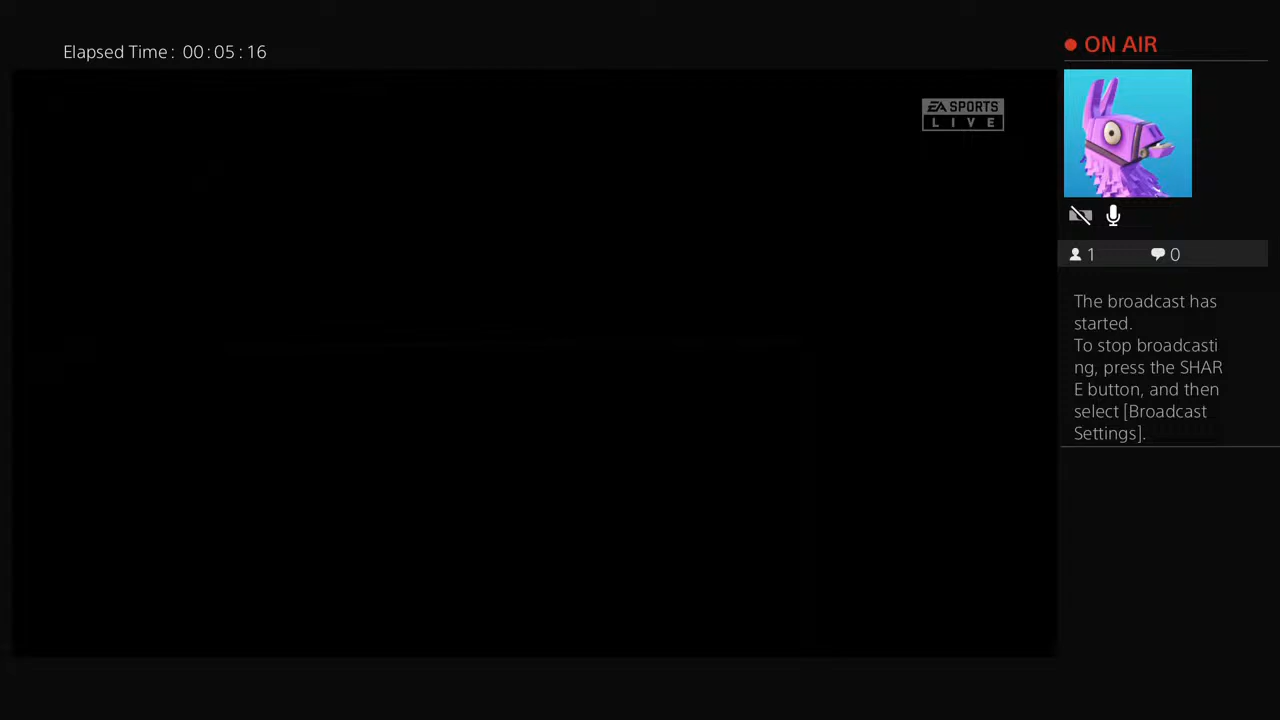 Elapsed Time: 00:05:16
ON AIR
EA SPORTS
LIVE
1 0
The broadcast has
started.
To stop broadcasti
ng, press the SHAR
E button, and then
select [Broadcast
Settings].